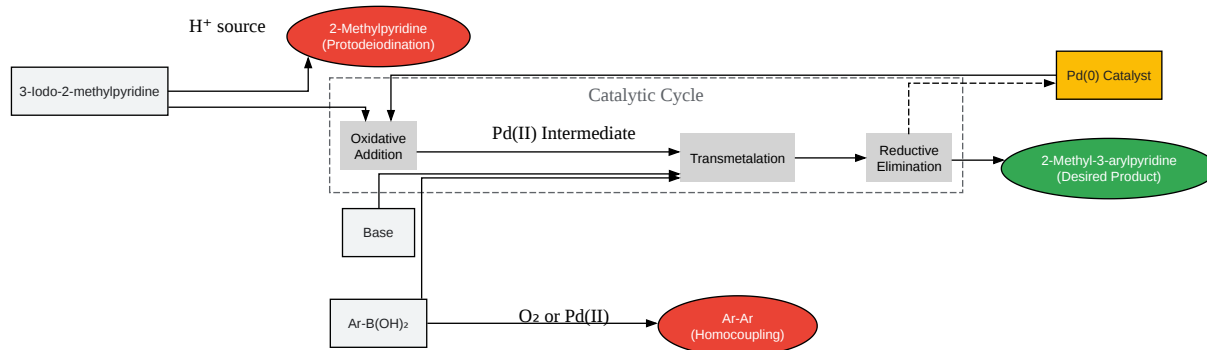 H⁺ source
2-Methylpyridine
(Protodeiodination)
3-Iodo-2-methylpyridine
Pd(0) Catalyst
Catalytic Cycle
Oxidative
Addition
Pd(II) Intermediate
Transmetalation
Reductive
Elimination
2-Methyl-3-arylpyridine
(Desired Product)
Base
Ar-B(OH)₂
O₂ or Pd(II)
Ar-Ar
(Homocoupling)